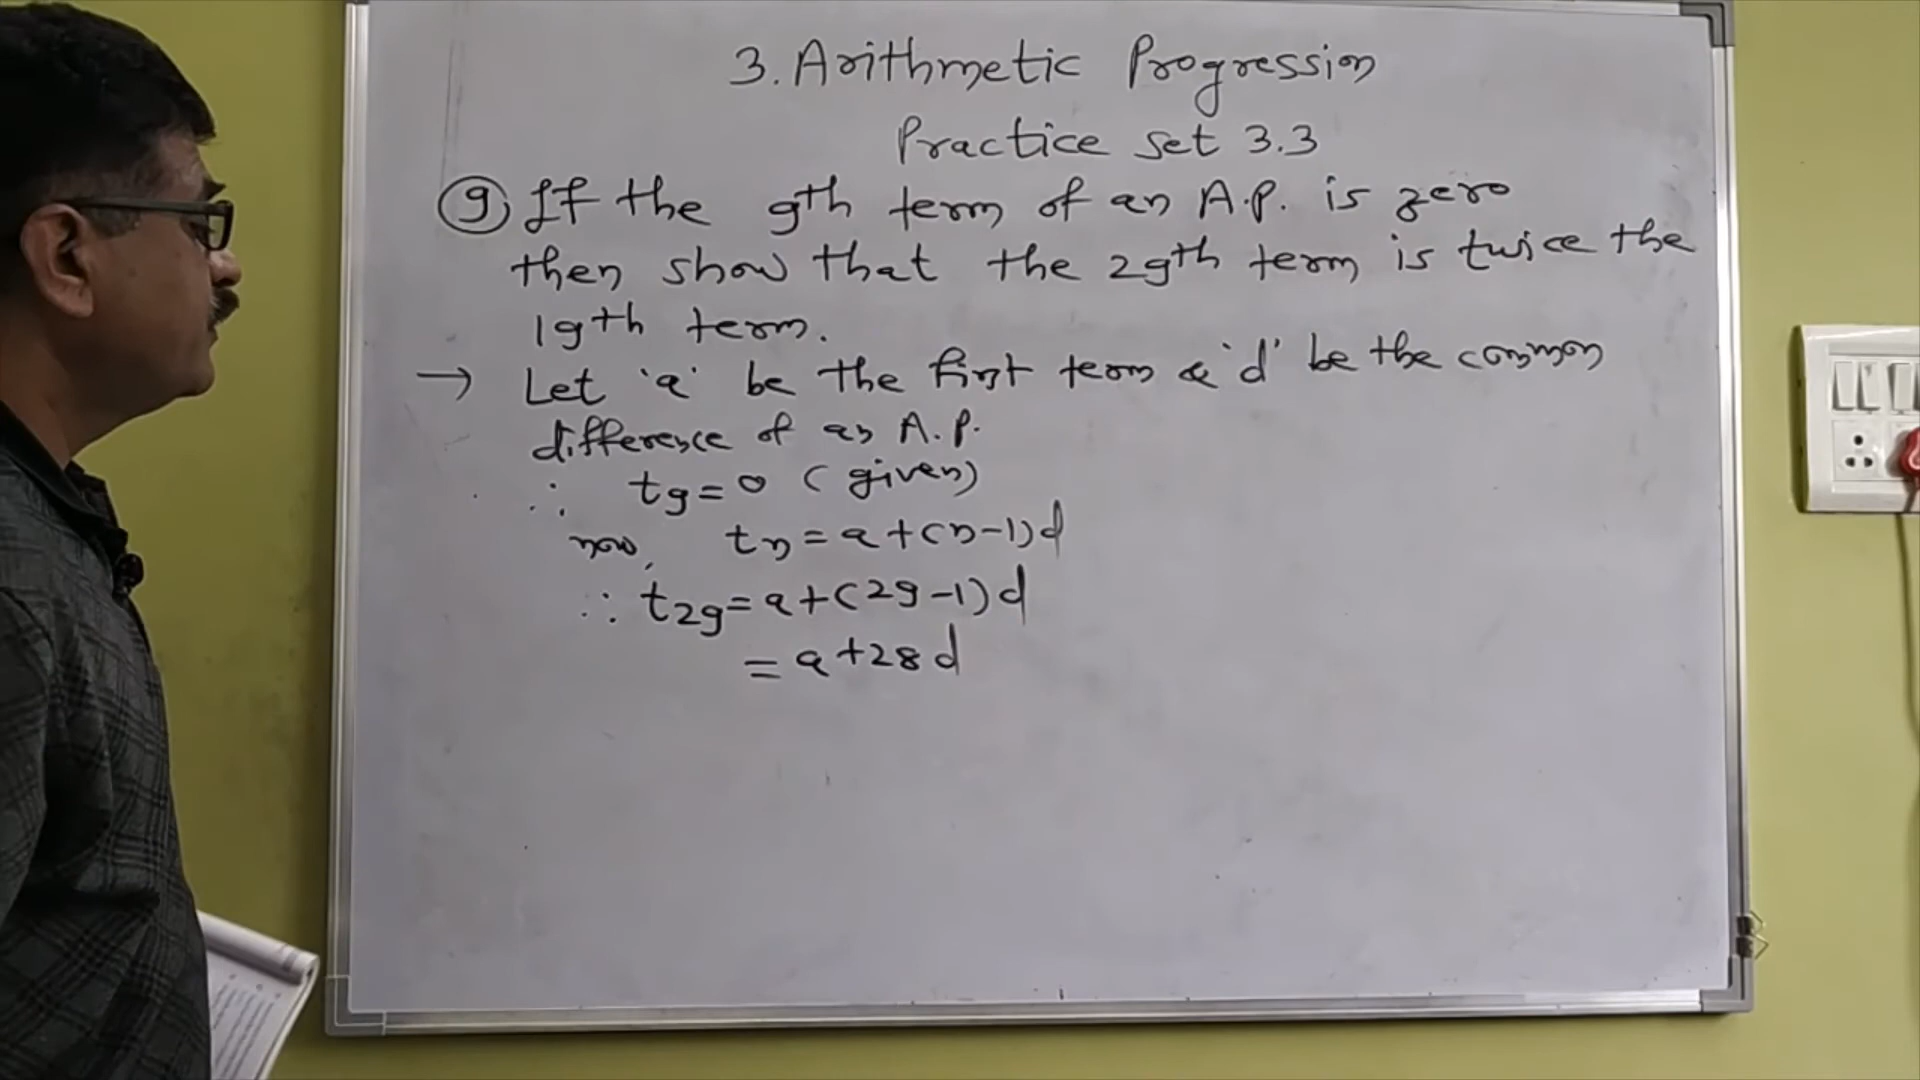 3. Arithmetic Progression
Practice set 3.3
9) If the 9th term of an A.P. is zero
then show that the 29th term is twice the
19th term.
→ Let 'a' be the first term & 'd' be the common
difference of an A.P.
∴ t9 = 0 (given)
now, tn = a+(n-1)d
∴ t29 = a+(29-1)d
= a+28d